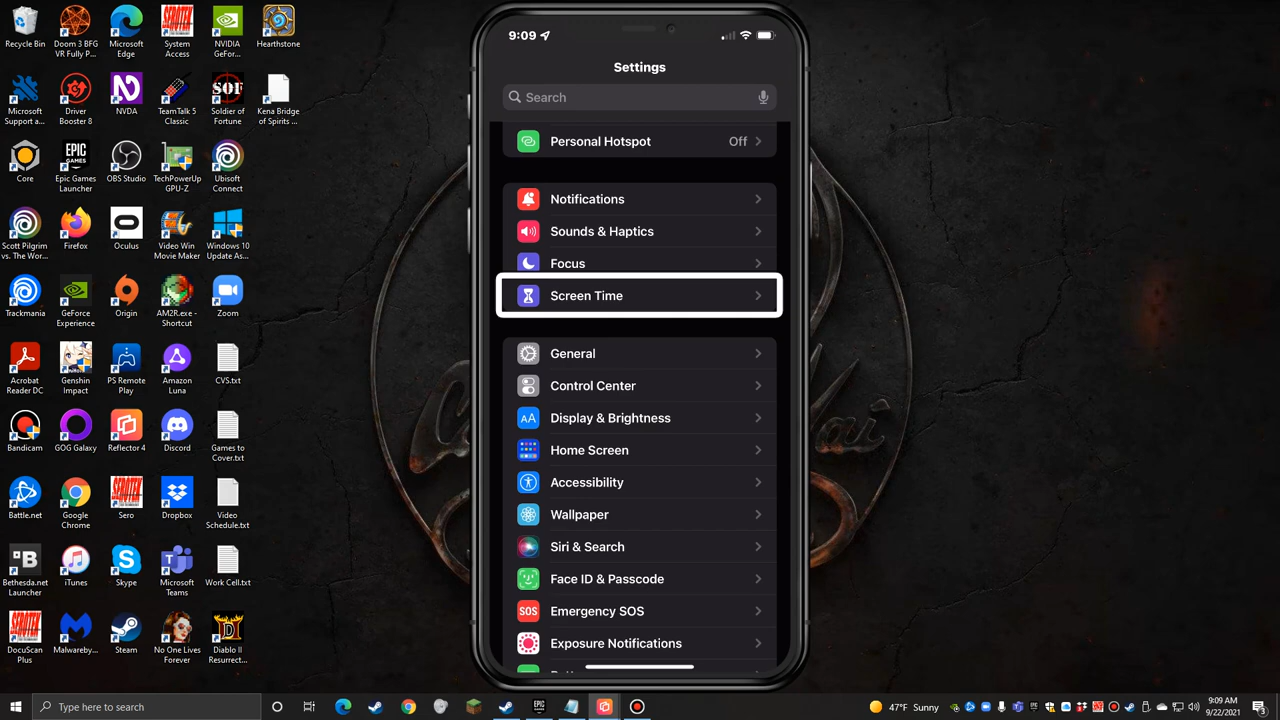 Recycle Bin
Doom 3 BFG
VR Fully P...
Microsoft
Edge
SEROTEK
System
Access
NVIDIA
GeFor...
Hearthstone
Microsoft
Support a...
Driver
Booster 8
NVDA
TeamTalk 5
Classic
SOF
Soldier of
Fortune
Kena Bridge
of Spirits ...
Core
EPIC
GAMES
Epic Games
Launcher
OBS Studio
TechPowerUp
GPU-Z
Ubisoft
Connect
Scott Pilgrim
vs. The Wor...
Firefox
Oculus
Video Win
Movie Maker
Windows 10
Update As...
Trackmania
GeForce
Experience
Origin
AM2R.exe -
Shortcut
Zoom
Acrobat
Reader DC
Genshin
Impact
PS Remote
Play
Amazon
Luna
CVS.txt
Bandicam
GOG Galaxy
Reflector 4
Discord
Games to
Cover.txt
Battle.net
Google
Chrome
SEROTEK
Sero
Dropbox
Video
Schedule.txt
B
Bethesda.net
Launcher
iTunes
Skype
Microsoft
Teams
Work Cell.txt
SEROTEK
DocuScan
Plus
Malwareby...
Steam
No One Lives
Forever
Diablo II
Resurrect...
9:09
Settings
Search
Personal Hotspot Off
Notifications
Sounds & Haptics
Focus
Screen Time
General
Control Center
AA Display & Brightness
Home Screen
Accessibility
Wallpaper
Siri & Search
Face ID & Passcode
SOS Emergency SOS
Exposure Notifications
Type here to search
47°F Sunny
9:09 AM
9/22/2021